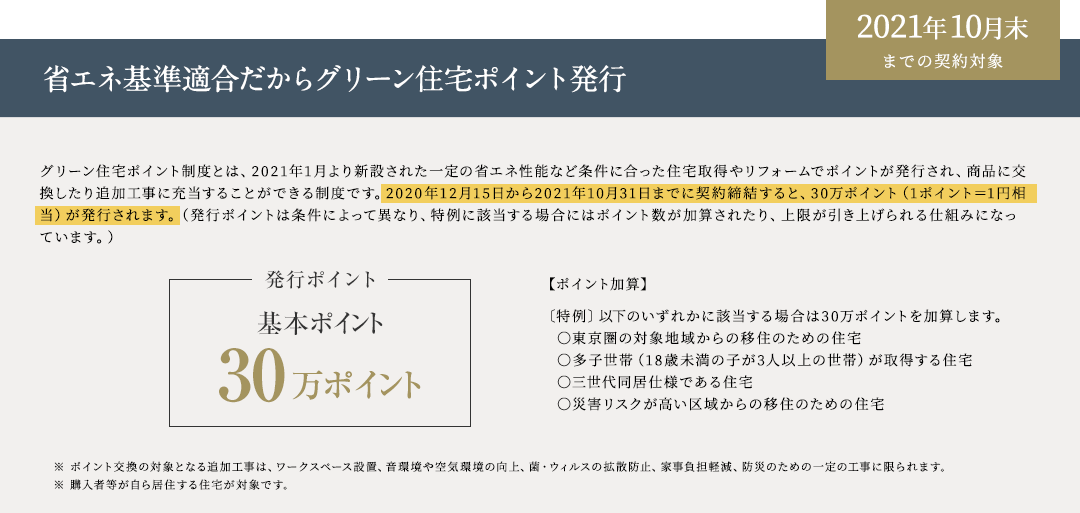 2021年10月末
までの契約対象
省エネ基準適合だからグリーン住宅ポイント発行
グリーン住宅ポイント制度とは、2021年1月より新設された一定の省エネ性能など条件に合った住宅取得やリフォームでポイントが発行され、商品に交
換したり追加工事に充当することができる制度です。2020年12月15日から2021年10月31日までに契約締結すると、30万ポイント（1ポイント＝1円相
当）が発行されます。（発行ポイントは条件によって異なり、特例に該当する場合にはポイント数が加算されたり、上限が引き上げられる仕組みになっ
ています。）
発行ポイント
基本ポイント
30万ポイント
【ポイント加算】
〔特例〕以下のいずれかに該当する場合は30万ポイントを加算します。
〇東京圏の対象地域からの移住のための住宅
〇多子世帯（18歳未満の子が3人以上の世帯）が取得する住宅
〇三世代同居仕様である住宅
〇災害リスクが高い区域からの移住のための住宅
※ ポイント交換の対象となる追加工事は、ワークスペース設置、音環境や空気環境の向上、菌・ウィルスの拡散防止、家事負担軽減、防災のための一定の工事に限られます。
※ 購入者等が自ら居住する住宅が対象です。